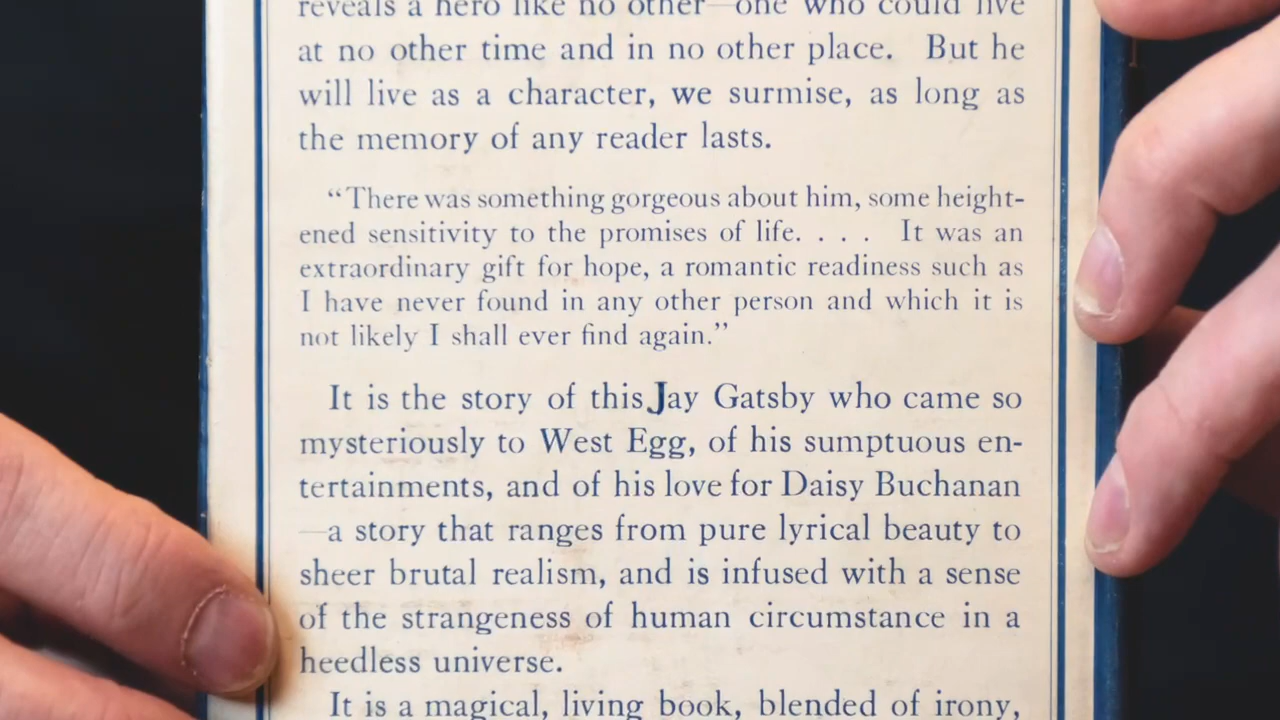 reveals a hero like no other—one who could live
at no other time and in no other place. But he
will live as a character, we surmise, as long as
the memory of any reader lasts.
“There was something gorgeous about him, some height-
ened sensitivity to the promises of life. . . . It was an
extraordinary gift for hope, a romantic readiness such as
I have never found in any other person and which it is
not likely I shall ever find again.”
It is the story of this Jay Gatsby who came so
mysteriously to West Egg, of his sumptuous en-
tertainments, and of his love for Daisy Buchanan
—a story that ranges from pure lyrical beauty to
sheer brutal realism, and is infused with a sense
of the strangeness of human circumstance in a
heedless universe.
It is a magical, living book, blended of irony,